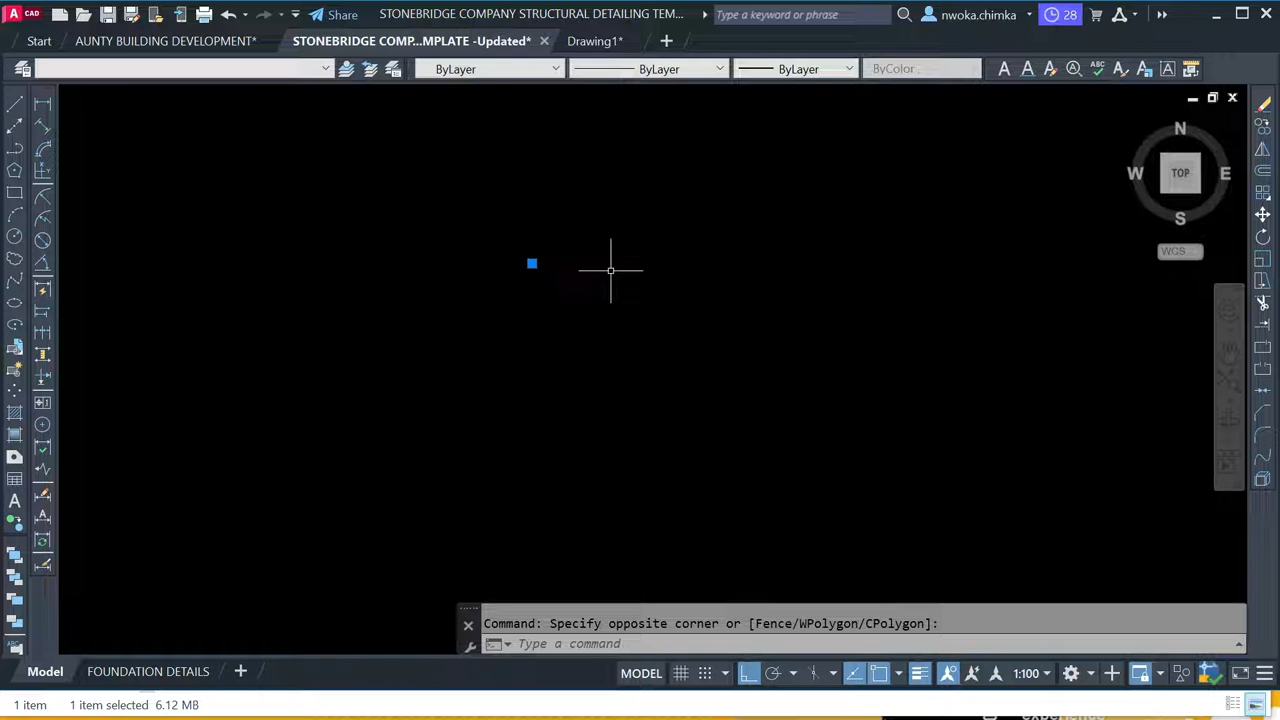 CAD
Share
STONEBRIDGE COMPANY STRUCTURAL DETAILING TEM...
Type a keyword or phrase
nwoka.chimka
28
Start
AUNTY BUILDING DEVELOPMENT*
STONEBRIDGE COMP...MPLATE -Updated*
Drawing1*
ByLayer
ByLayer
ByLayer
ByColor
N
W
TOP
E
S
WCS
Command: Specify opposite corner or [Fence/WPolygon/CPolygon]:
Type a command
Model
FOUNDATION DETAILS
MODEL
1:100
1 item
1 item selected 6.12 MB